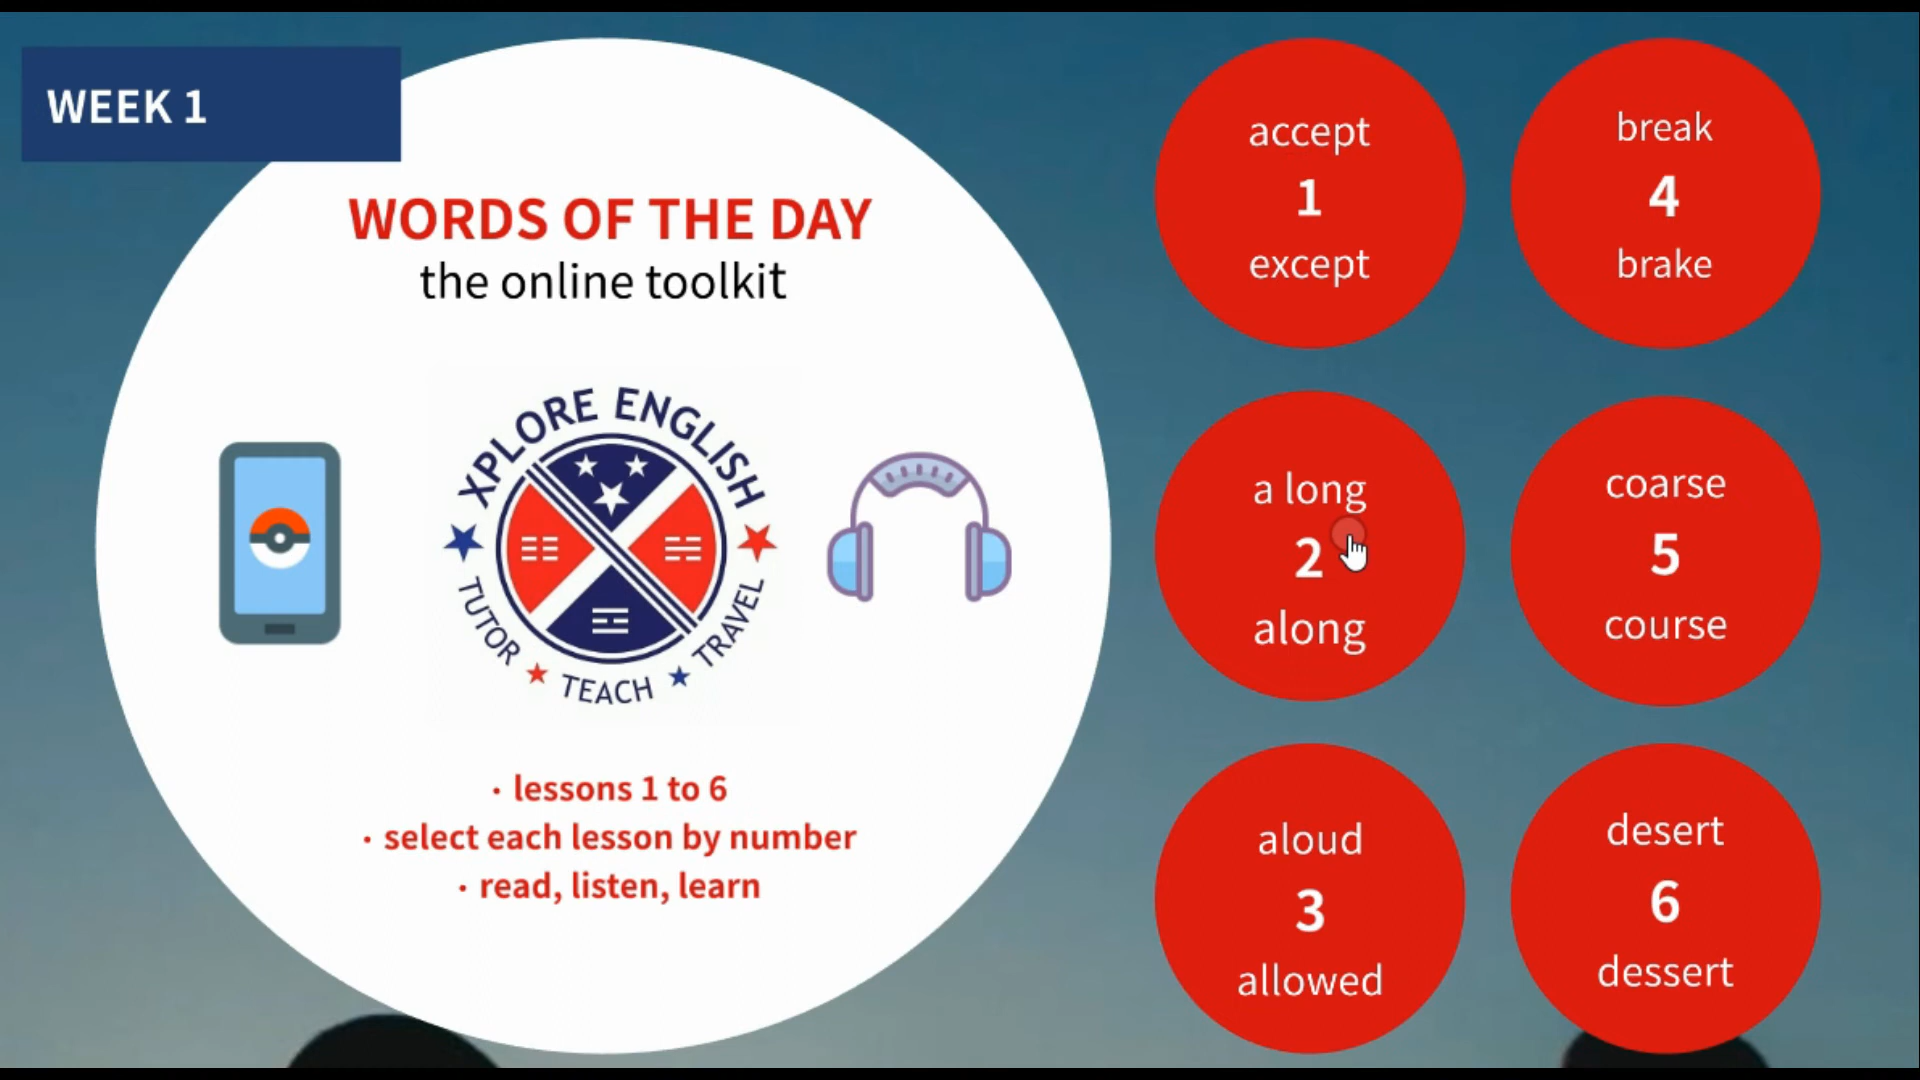 WEEK 1
WORDS OF THE DAY
the online toolkit
XPLORE ENGLISH
TUTOR ★ TEACH ★ TRAVEL
· lessons 1 to 6
· select each lesson by number
· read, listen, learn
accept
1
except
a long
2
along
aloud
3
allowed
break
4
brake
coarse
5
course
desert
6
dessert